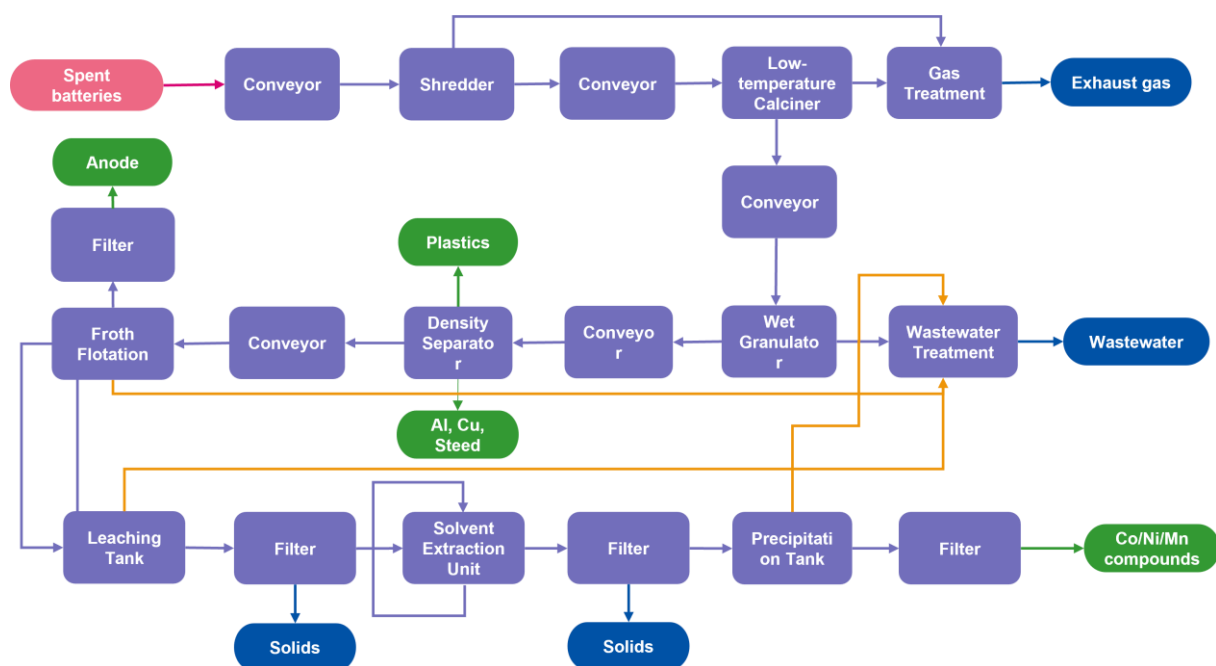 Spent
batteries
Conveyor
Shredder
Conveyor
Low-
temperature
Calciner
Gas
Treatment
Exhaust gas
Anode
Filter
Plastics
Conveyor
Froth
Flotation
Conveyor
Density
Separato
r
Conveyo
r
Wet
Granulato
r
Wastewater
Treatment
Wastewater
Al, Cu,
Steed
Leaching
Tank
Filter
Solvent
Extraction
Unit
Filter
Precipitati
on Tank
Filter
Co/Ni/Mn
compounds
Solids
Solids